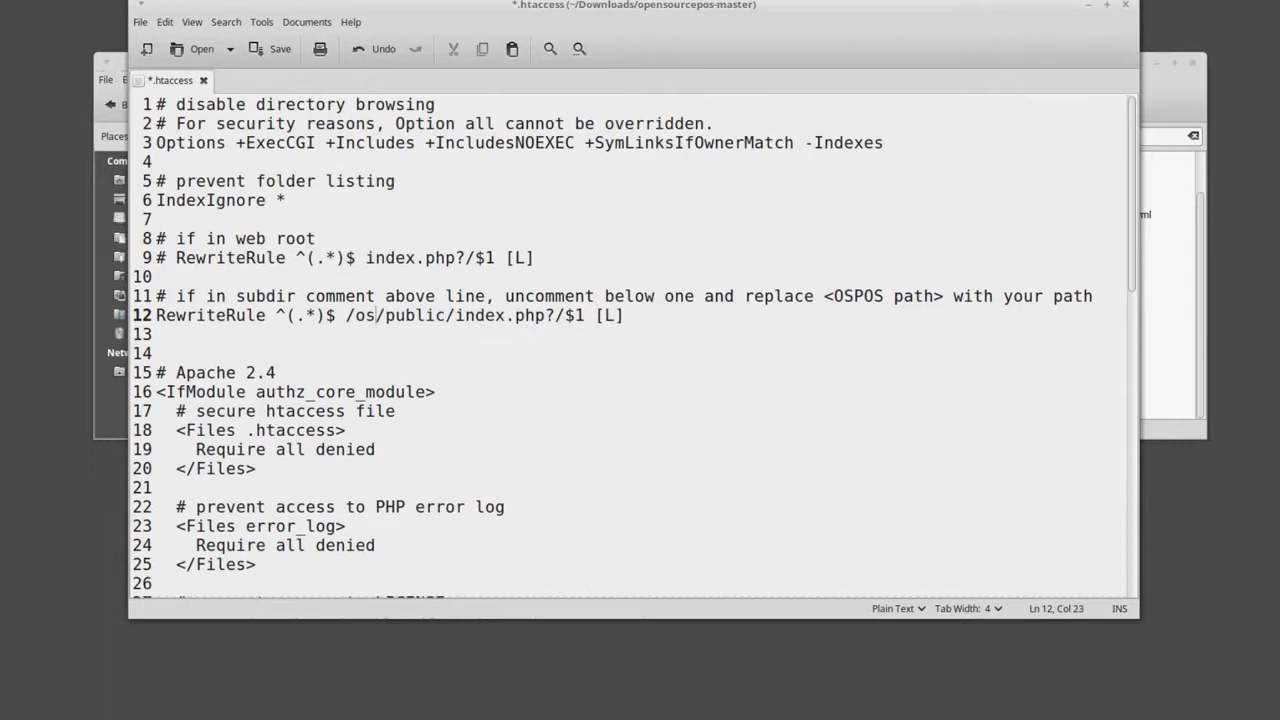 *.htaccess (~/Downloads/opensourcepos-master)
File Edit View Search Tools Documents Help
Open Save Undo
*.htaccess
1 # disable directory browsing
2 # For security reasons, Option all cannot be overridden.
3 Options +ExecCGI +Includes +IncludesNOEXEC +SymLinksIfOwnerMatch -Indexes
4
5 # prevent folder listing
6 IndexIgnore *
7
8 # if in web root
9 # RewriteRule ^(.*)$ index.php?/$1 [L]
10
11 # if in subdir comment above line, uncomment below one and replace <OSPOS path> with your path
12 RewriteRule ^(.*)$ /os/public/index.php?/$1 [L]
13
14
15 # Apache 2.4
16 <IfModule authz_core_module>
17 # secure htaccess file
18 <Files .htaccess>
19 Require all denied
20 </Files>
21
22 # prevent access to PHP error log
23 <Files error_log>
24 Require all denied
25 </Files>
26
Plain Text Tab Width: 4 Ln 12, Col 23 INS
File E
B
Places
Com
Netw
ml